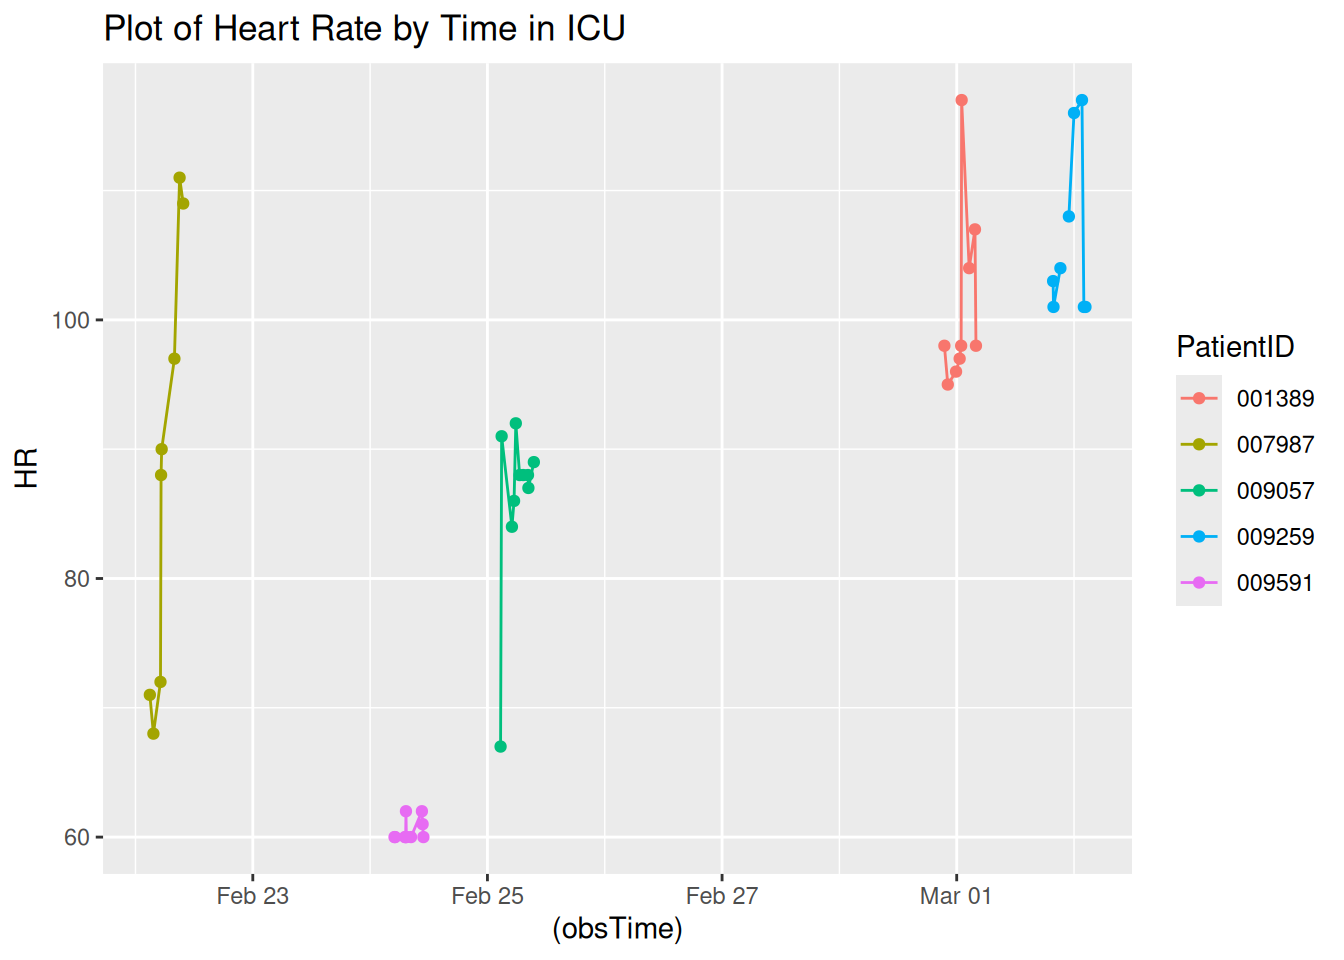 Plot of Heart Rate by Time in ICU
HR
100
80
60
Feb 23
Feb 25
Feb 27
Mar 01
(obsTime)
PatientID
001389
007987
009057
009259
009591